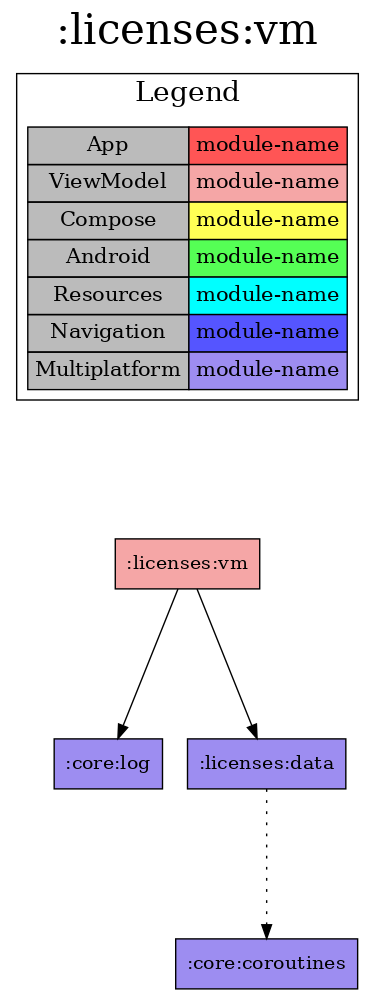 :licenses:vm
Legend
App module-name
ViewModel module-name
Compose module-name
Android module-name
Resources module-name
Navigation module-name
Multiplatform module-name
:licenses:vm
:core:log :licenses:data
:core:coroutines